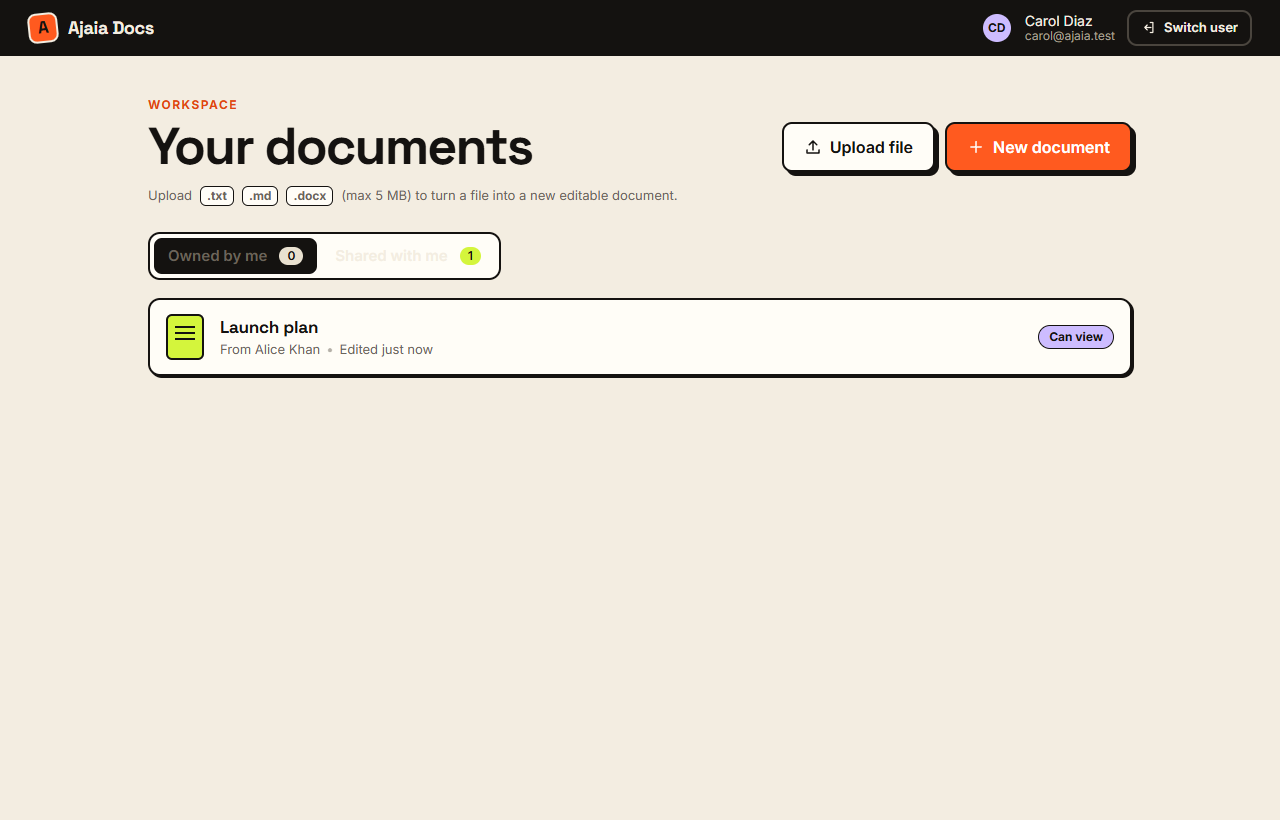 A Ajaia Docs
CD Carol Diaz
carol@ajaia.test
Switch user
WORKSPACE
Your documents
Upload file
New document
Upload .txt .md .docx (max 5 MB) to turn a file into a new editable document.
Owned by me 0 Shared with me 1
Launch plan
From Alice Khan • Edited just now
Can view